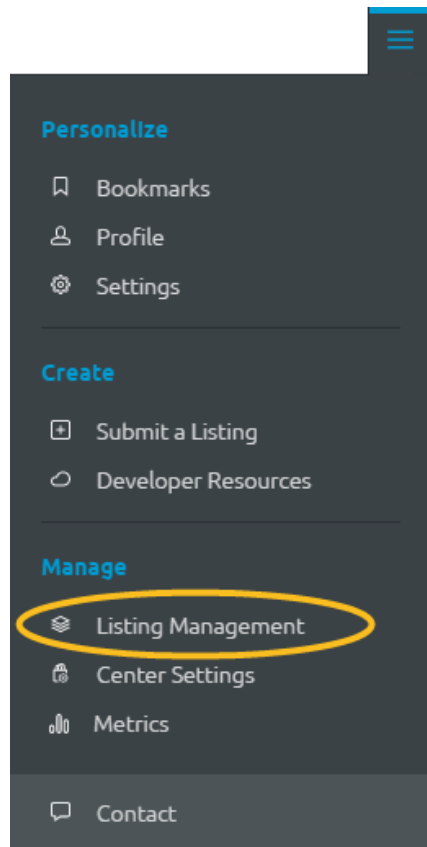 Personalize
Bookmarks
Profile
Settings
Create
Submit a Listing
Developer Resources
Manage
Listing Management
Center Settings
Metrics
Contact